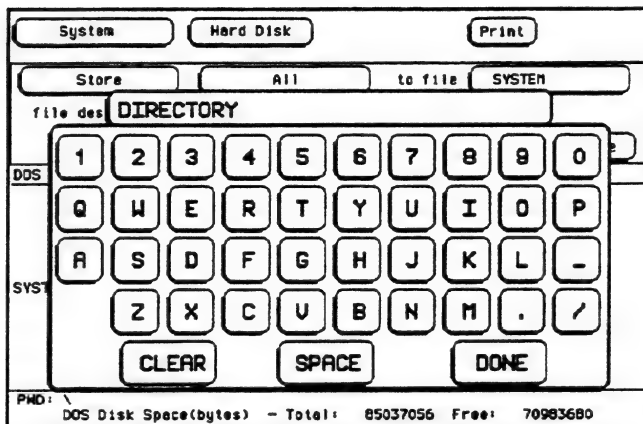 System Hard Disk Print
Store All to file SYSTEM
file des DIRECTORY
1 2 3 4 5 6 7 8 9 0
DOS
Q W E R T Y U I O P
A S D F G H J K L _
SYST
Z X C V B N M . /
CLEAR SPACE DONE
PWD: \
DOS Disk Space(bytes) - Total: 85037056 Free: 70983680